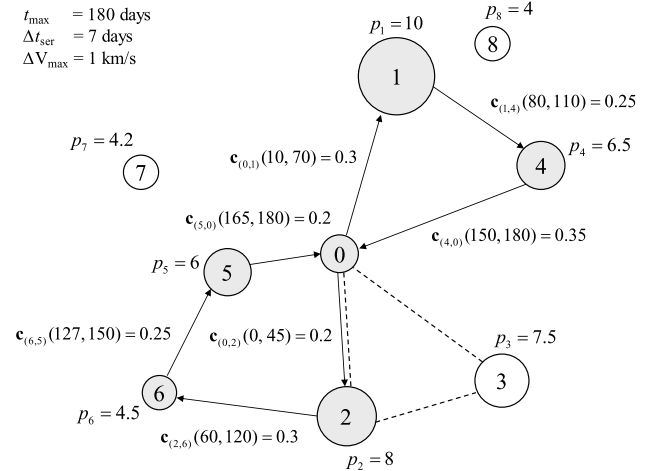 t_max = 180 days
Δt_ser = 7 days
ΔV_max = 1 km/s
p_8 = 4
8
p_1 = 10
1
c_(1,4)(80,110) = 0.25
p_7 = 4.2
7
c_(0,1)(10,70) = 0.3
4
p_4 = 6.5
c_(5,0)(165,180) = 0.2
c_(4,0)(150,180) = 0.35
0
p_5 = 6
5
c_(6,5)(127,150) = 0.25
c_(0,2)(0,45) = 0.2
p_3 = 7.5
3
6
p_6 = 4.5
2
c_(2,6)(60,120) = 0.3
p_2 = 8